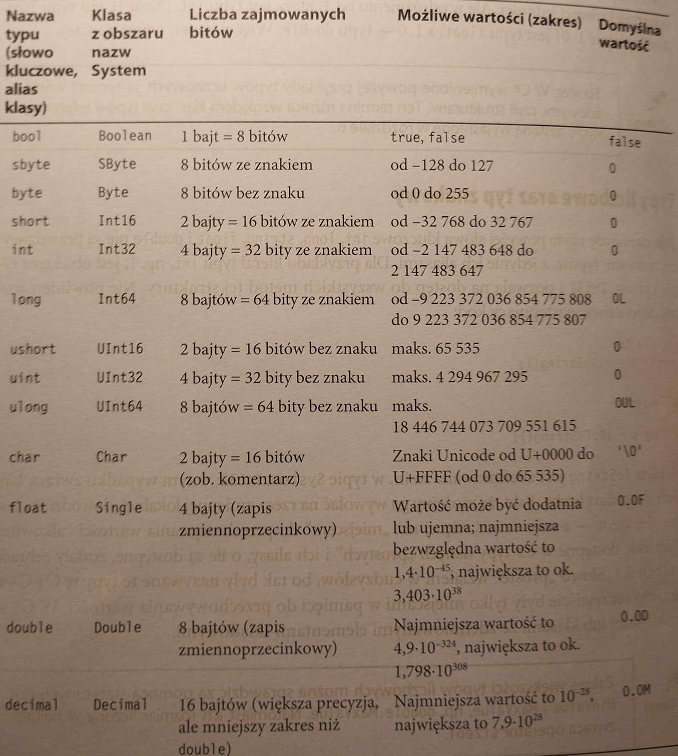 Nazwa typu (słowo kluczowe, alias klasy) Klasa z obszaru nazw System Liczba zajmowanych bitów Możliwe wartości (zakres) Domyślna wartość
bool Boolean 1 bajt = 8 bitów true, false false
sbyte SByte 8 bitów ze znakiem od –128 do 127 0
byte Byte 8 bitów bez znaku od 0 do 255 0
short Int16 2 bajty = 16 bitów ze znakiem od –32 768 do 32 767 0
int Int32 4 bajty = 32 bity ze znakiem od –2 147 483 648 do 0
2 147 483 647
long Int64 8 bajtów = 64 bity ze znakiem od –9 223 372 036 854 775 808 0L
do 9 223 372 036 854 775 807
ushort UInt16 2 bajty = 16 bitów bez znaku maks. 65 535 0
uint UInt32 4 bajty = 32 bity bez znaku maks. 4 294 967 295 0
ulong UInt64 8 bajtów = 64 bity bez znaku maks. 0UL
18 446 744 073 709 551 615
char Char 2 bajty = 16 bitów Znaki Unicode od U+0000 do '\0'
(zob. komentarz) U+FFFF (od 0 do 65 535)
float Single 4 bajty (zapis Wartość może być dodatnia 0.0F
zmiennoprzecinkowy) lub ujemna; najmniejsza
bezwzględna wartość to
1,4·10⁻⁴⁵, największa to ok.
3,403·10³⁸
double Double 8 bajtów (zapis Najmniejsza wartość to 0.0D
zmiennoprzecinkowy) 4,9·10⁻³²⁴, największa to ok.
1,798·10³⁰⁸
decimal Decimal 16 bajtów (większa precyzja, Najmniejsza wartość to 10⁻²⁸, 0.0M
ale mniejszy zakres niż największa to 7,9·10²⁸
double)